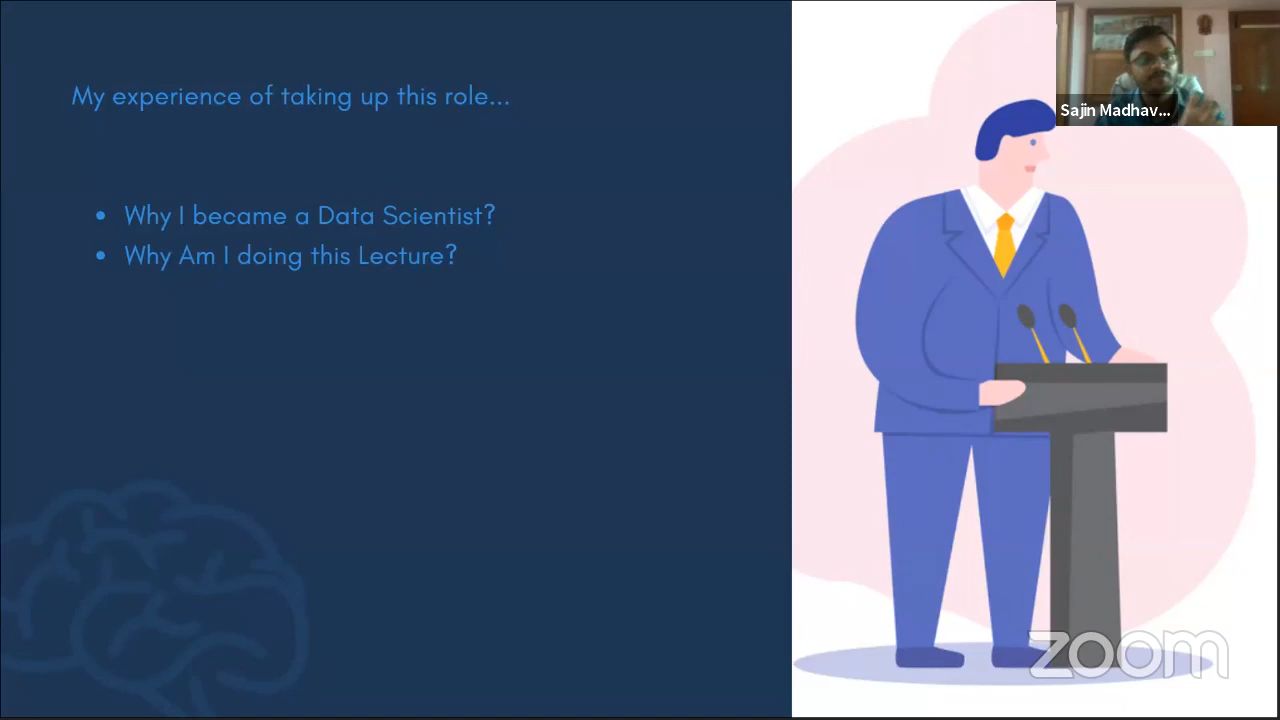 My experience of taking up this role...
Why I became a Data Scientist?
Why Am I doing this Lecture?
Sajin Madhav...
zoom